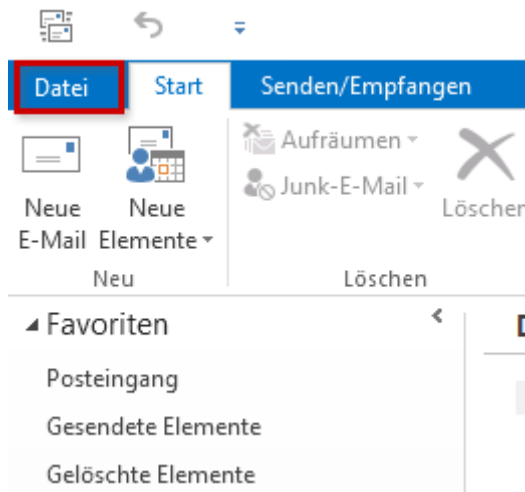 Datei Start Senden/Empfangen
Aufräumen
Junk-E-Mail
Neue Neue Löschen
E-Mail Elemente
Neu Löschen
Favoriten
Posteingang
Gesendete Elemente
Gelöschte Elemente